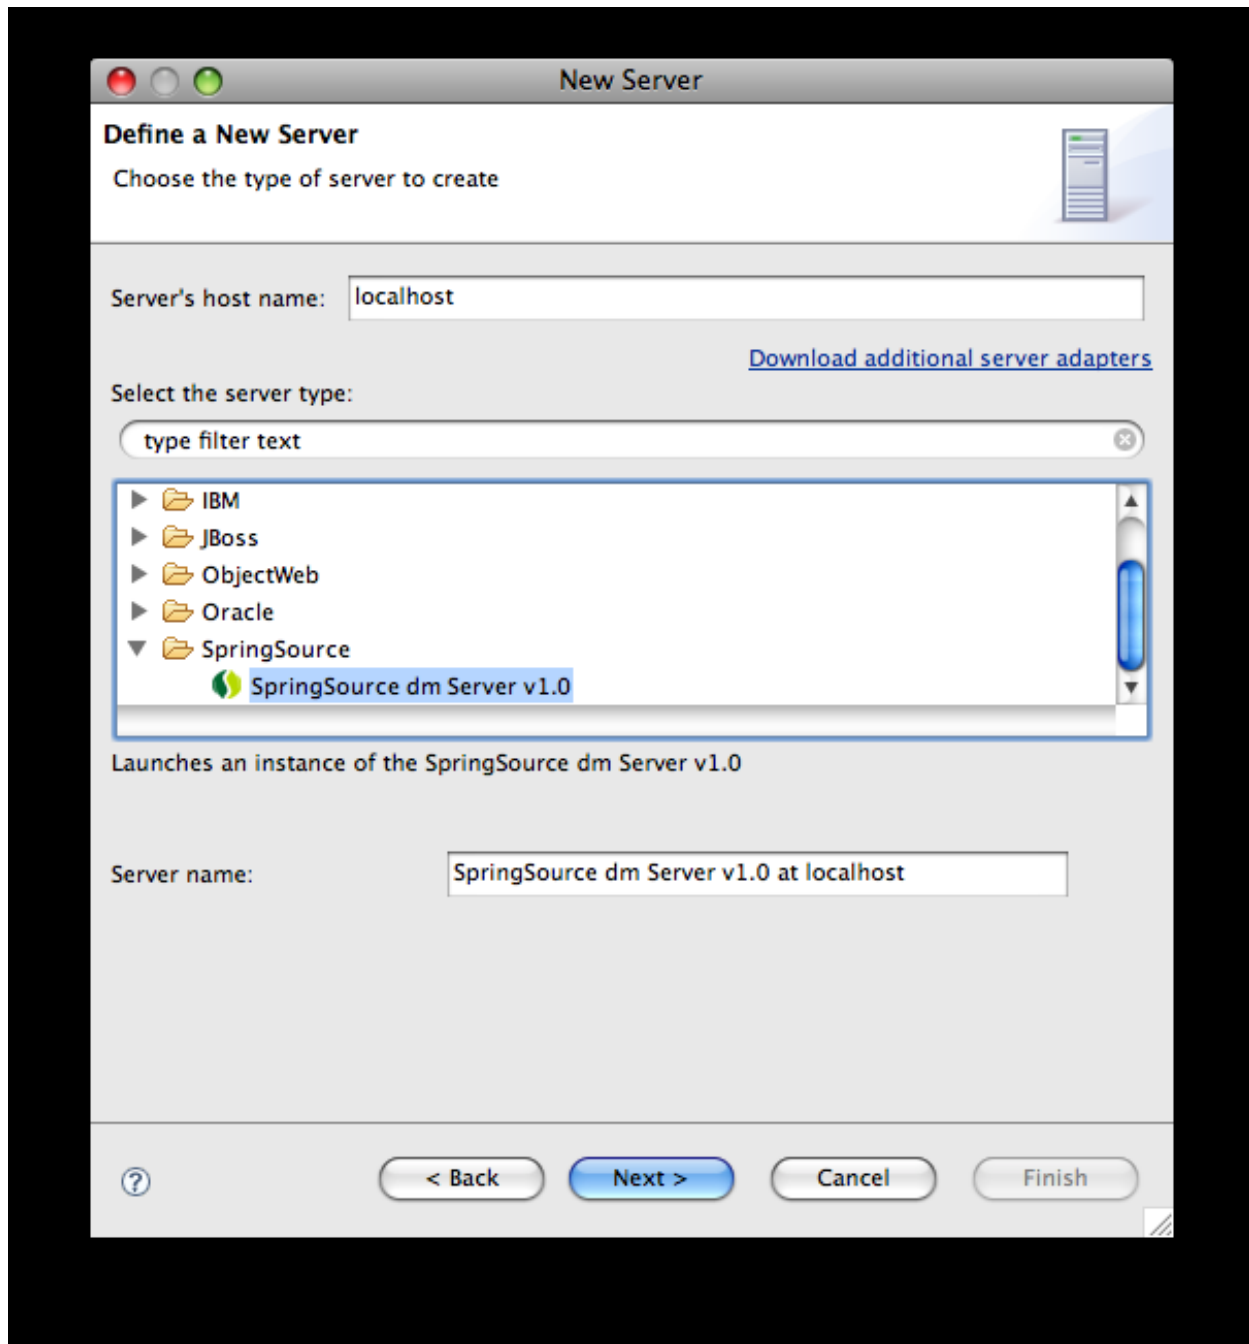 New Server
Define a New Server
Choose the type of server to create
Server's host name: localhost
Download additional server adapters
Select the server type:
type filter text
IBM
JBoss
ObjectWeb
Oracle
SpringSource
SpringSource dm Server v1.0
Launches an instance of the SpringSource dm Server v1.0
Server name: SpringSource dm Server v1.0 at localhost
? < Back Next > Cancel Finish